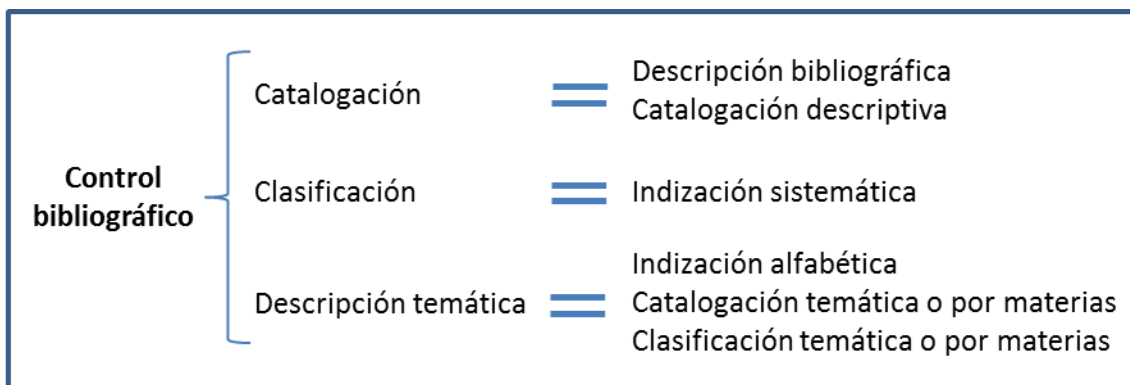 Control
bibliográfico
Catalogación
Descripción bibliográfica
Catalogación descriptiva
Clasificación
Indización sistemática
Descripción temática
Indización alfabética
Catalogación temática o por materias
Clasificación temática o por materias